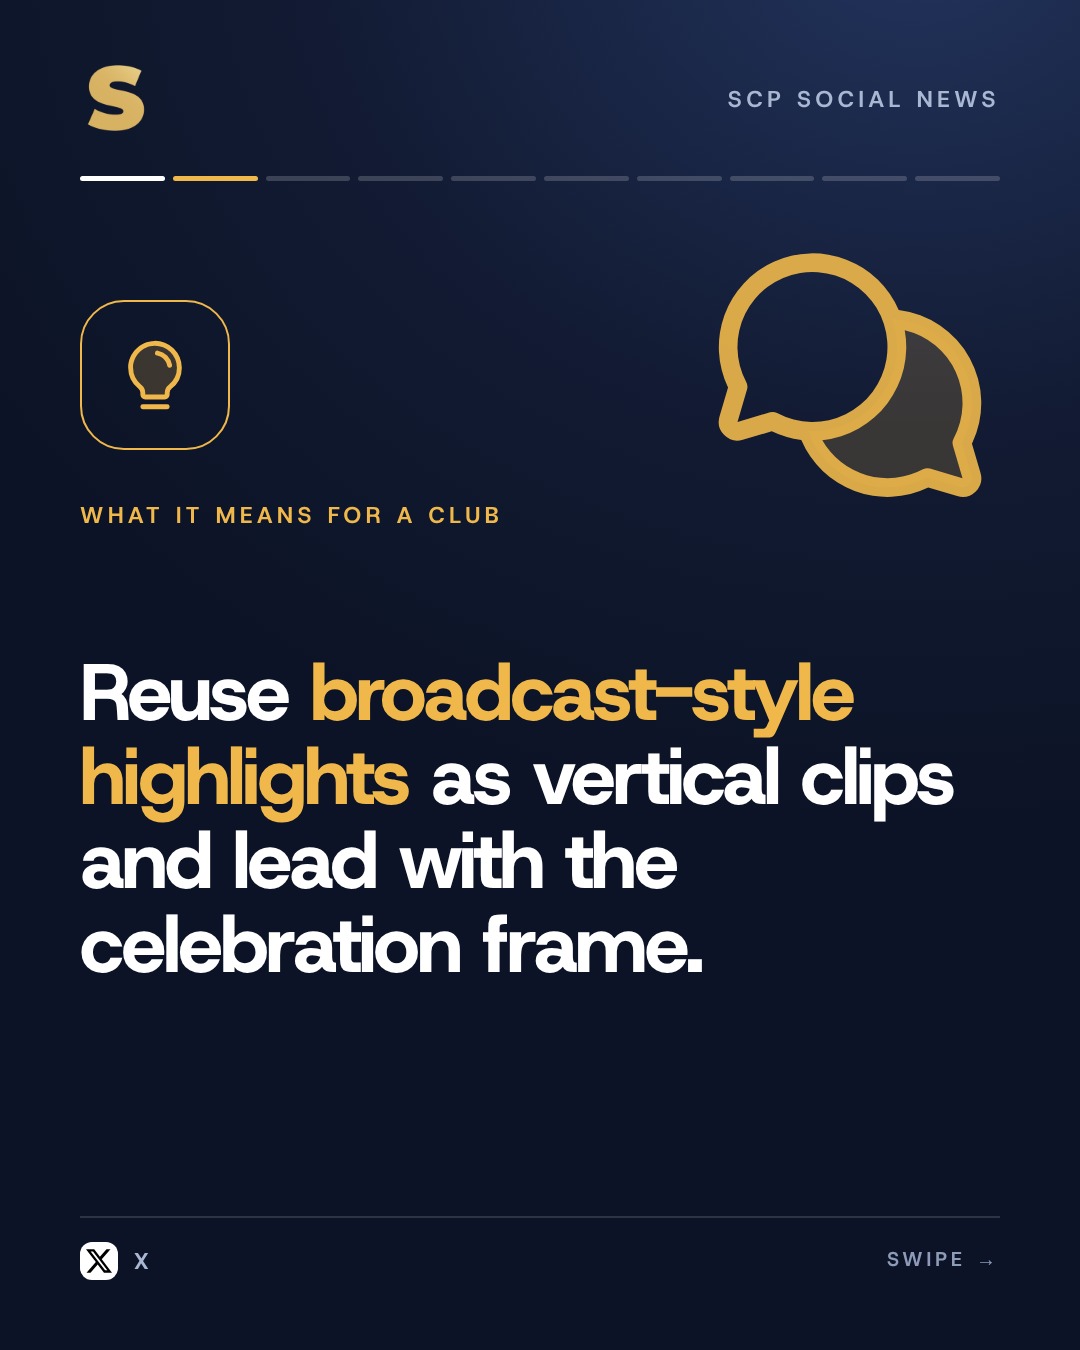 S
SCP SOCIAL NEWS
WHAT IT MEANS FOR A CLUB
Reuse broadcast-style
highlights as vertical clips
and lead with the
celebration frame.
X
SWIPE →